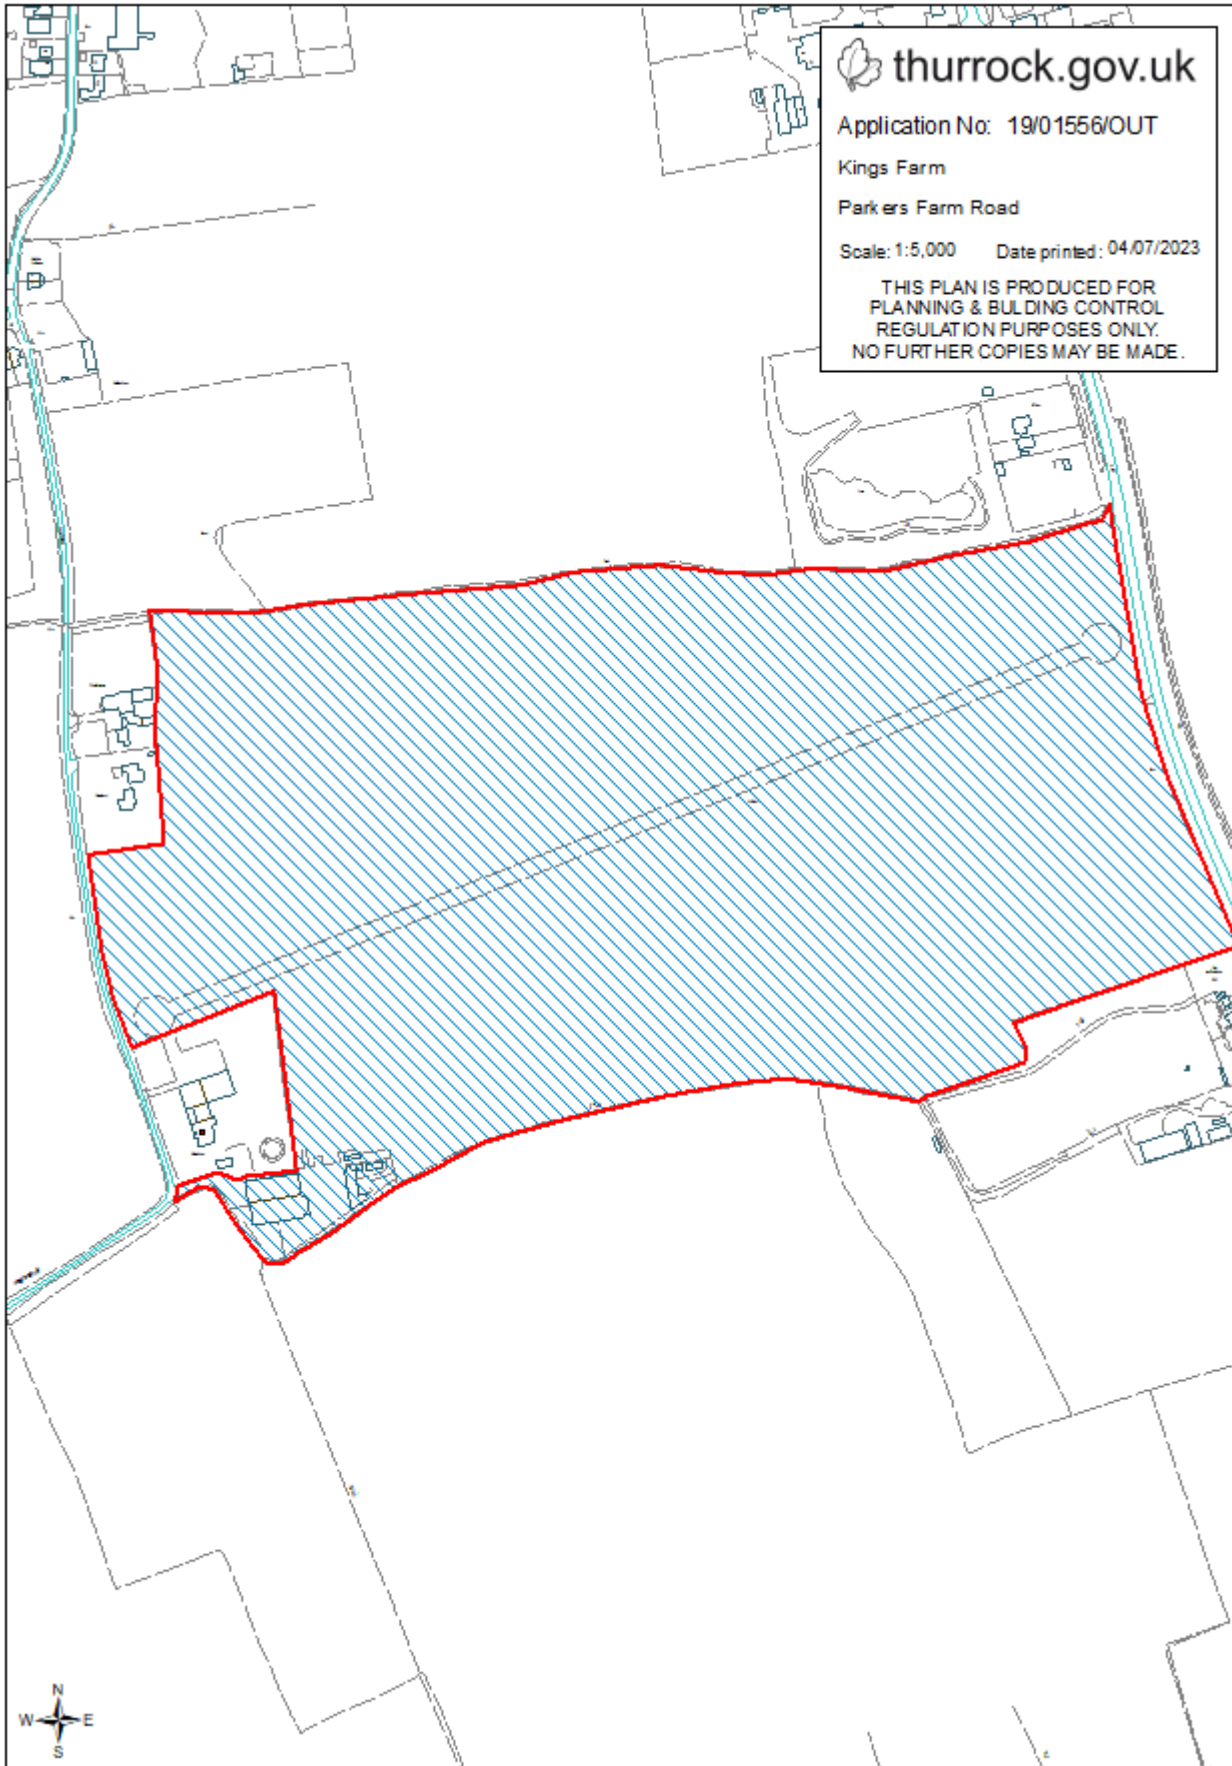 thurrock.gov.uk
Application No: 19/01556/OUT
Kings Farm
Parkers Farm Road
Scale: 1:5,000 Date printed: 04/07/2023
THIS PLAN IS PRODUCED FOR
PLANNING & BULDING CONTROL
REGULATION PURPOSES ONLY.
NO FURTHER COPIES MAY BE MADE.
N
W E
S